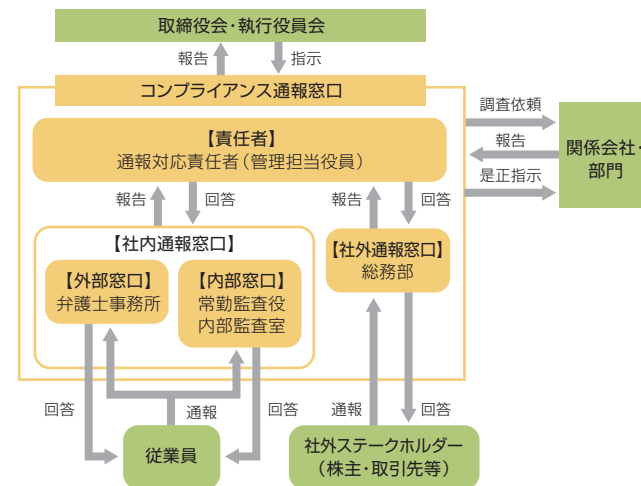 取締役会・執行役員会
報告
指示
コンプライアンス通報窓口
【責任者】
通報対応責任者(管理担当役員)
調査依頼
報告
是正指示
関係会社・
部門
報告
回答
報告
回答
【社内通報窓口】
【外部窓口】
弁護士事務所
【内部窓口】
常勤監査役
内部監査室
【社外通報窓口】
総務部
回答
通報
回答
通報
回答
従業員
社外ステークホルダー
(株主・取引先等)